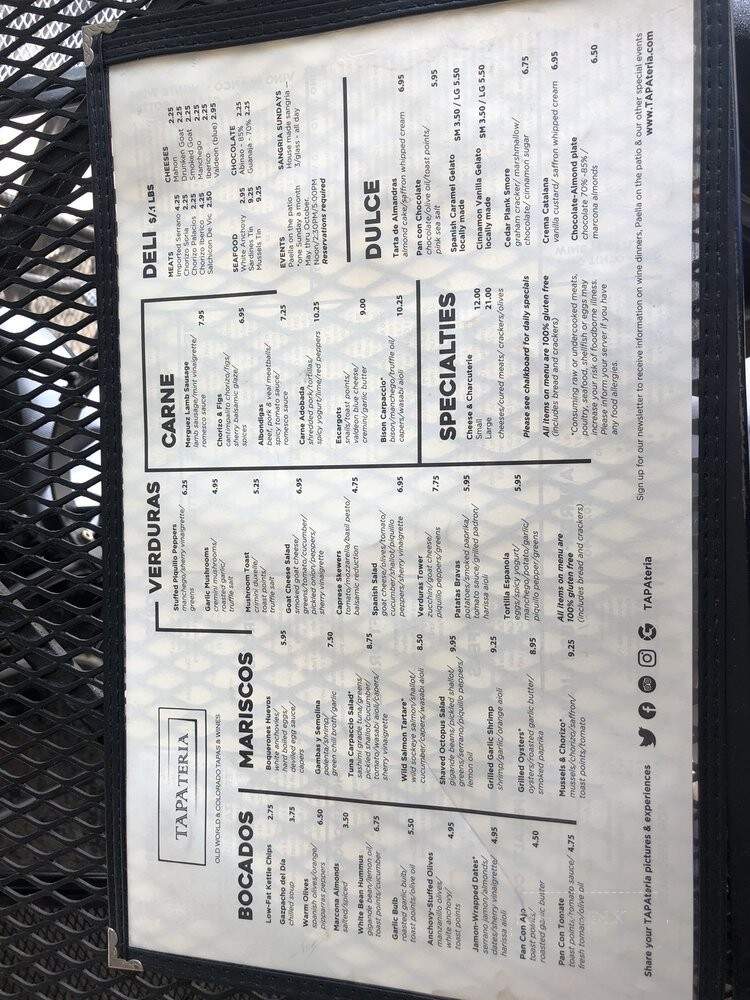 TAPATERIA
OLD WORLD & COLORADO TAPAS & WINES
BOCADOS
Low-Fat Kettle Chips 2.75
Gazpacho del Dia 3.75
chilled soup
Warm Olives 6.50
spanish olives/orange/
pepparras peppers
Marcona Almonds 3.50
salted/spiced
White Bean Hummus 6.75
gigande bean/lemon oil/
toast points/cucumber
Garlic Bulb 5.50
roasted garlic bulb/
toast points/olive oil
Anchovy-Stuffed Olives 4.95
manzanillo olives/
white anchovy/
toast points
Jamon-Wrapped Dates* 4.95
serrano jamon/almonds/
dates/sherry vinaigrette/
harissa aioli
Pan Con Ajo 4.50
toast points/
roasted garlic butter
Pan Con Tomate 4.75
toast points/tomato sauce/
fresh tomato/olive oil
MARISCOS
Boquerones Huevos 5.95
white anchovies/
hard boiled eggs/
deviled egg sauce/
capers
Gambas y Semolina 7.50
polenta/shrimp/
green chili broth/garlic
Tuna Carpaccio Salad* 8.75
sashimi grade tuna/greens/
pickled shallot/cucumber/
tomato/wasabi aioli/capers/
sherry vinaigrette
Wild Salmon Tartare* 8.50
wild sockeye salmon/shallot/
cucumber/capers/wasabi aioli
Shaved Octopus Salad 9.95
gigande beans/pickled shallot/
greens/serrano/piquillo peppers/
lemon oil
Grilled Garlic Shrimp 9.25
shrimp/garlic/orange aioli
Grilled Oysters* 8.95
oysters/roasted garlic butter/
smoked paprika
Mussels & Chorizo* 9.25
mussels/chorizo/saffron/
toast points/tomato
VERDURAS
Stuffed Piquillo Peppers 6.25
manchego/sherry vinaigrette/
greens
Garlic Mushrooms 4.95
cremini mushrooms/
roasted garlic/
truffle salt
Mushroom Toast 5.25
crimini duxelle/
toast points/
truffle salt
Goat Cheese Salad 6.95
smoked goat cheese/
greens/tomato/cucumber/
pickled onion/peppers/
sherry vinaigrette
Caprese Skewers 4.75
tomato/mozzarella/basil pesto/
balsamic reduction
Spanish Salad 6.95
goat cheese/olives/tomato/
cucumber/shallot/piquillo
peppers/sherry vinaigrette
Verduras Tower 7.75
zucchini/goat cheese/
piquillo peppers/greens
Patatas Bravas 5.95
potatoes/smoked paprika/
tomato sauce/grilled padron/
harissa aioli
Tortilla Espanola 5.95
eggs/spicy yogurt/
manchego/potato/garlic/
piquillo pepper/greens
All items on menu are
100% gluten free
(includes bread and crackers)
CARNE
Merguez Lamb Sausage 7.95
lamb sausage/mint vinaigrette/
romesco sauce
Chorizo & Figs 6.95
cantimpalito chorizo/figs/
sherry balsamic glaze/
spices
Albondigas 7.25
beef, pork & veal meatballs/
spicy tomato sauce/
romesco sauce
Carne Adobada 10.25
shredded pork/tortillas/
spicy yogurt/lime/red peppers
Escargots 9.00
snails/toast points/
valdeon blue cheese/
cremini/garlic butter
Bison Carpaccio* 10.25
bison/manchego/truffle oil/
capers/wasabi aioli
SPECIALTIES
Cheese & Charcuterie
Small 12.00
Large 21.00
cheeses/cured meats/crackers/olives
Please see chalkboard for daily specials
All items on menu are 100% gluten free
(includes bread and crackers)
*Consuming raw or undercooked meats,
poultry, seafood, shellfish or eggs may
increase your risk of foodborne illness.
Please inform your server if you have
any food allergies.
DELI $/.1 LBS
MEATS
Imported Serrano 4.25
Chorizo Soria 2.25
Chorizo Palacios 2.25
Chorizo Iberico 4.25
Salchicon De Vic 2.50
SEAFOOD
White Anchovy 2.95
Sardines Tin 9.25
Mussels Tin 9.25
EVENTS
Paella on the patio
*one Sunday a month
May thru October.
Noon/2:30PM/5:00PM
Reservations required
CHEESES
Mahon 2.25
Drunken Goat 2.25
Smoked Goat 2.25
Manchego 2.25
Iberico 2.25
Valdeon (blue) 2.95
CHOCOLATE
Abinao - 85% 2.25
Guanaja - 70% 2.25
SANGRIA SUNDAYS
House made sangria -
3/glass - all day
DULCE
Tarta de Almandras 6.95
almond cake/saffron whipped cream
Pan con Chocolate 5.95
chocolate/olive oil/toast points/
pink sea salt
Spanish Caramel Gelato SM 3.50 / LG 5.50
locally made
Cinnamon Vanilla Gelato SM 3.50 / LG 5.50
locally made
Cedar Plank Smore 6.75
graham cracker/ marshmallow/
chocolate/ cinnamon sugar
Crema Catalana 6.95
vanilla custard/ saffron whipped cream
Chocolate-Almond plate 6.50
chocolate 70% -85%/
marcona almonds
Share your TAPAteria pictures & experiences
TAPAteria
Sign up for our newsletter to receive information on wine dinners, Paella on the patio & our other special events
www.TAPAteria.com